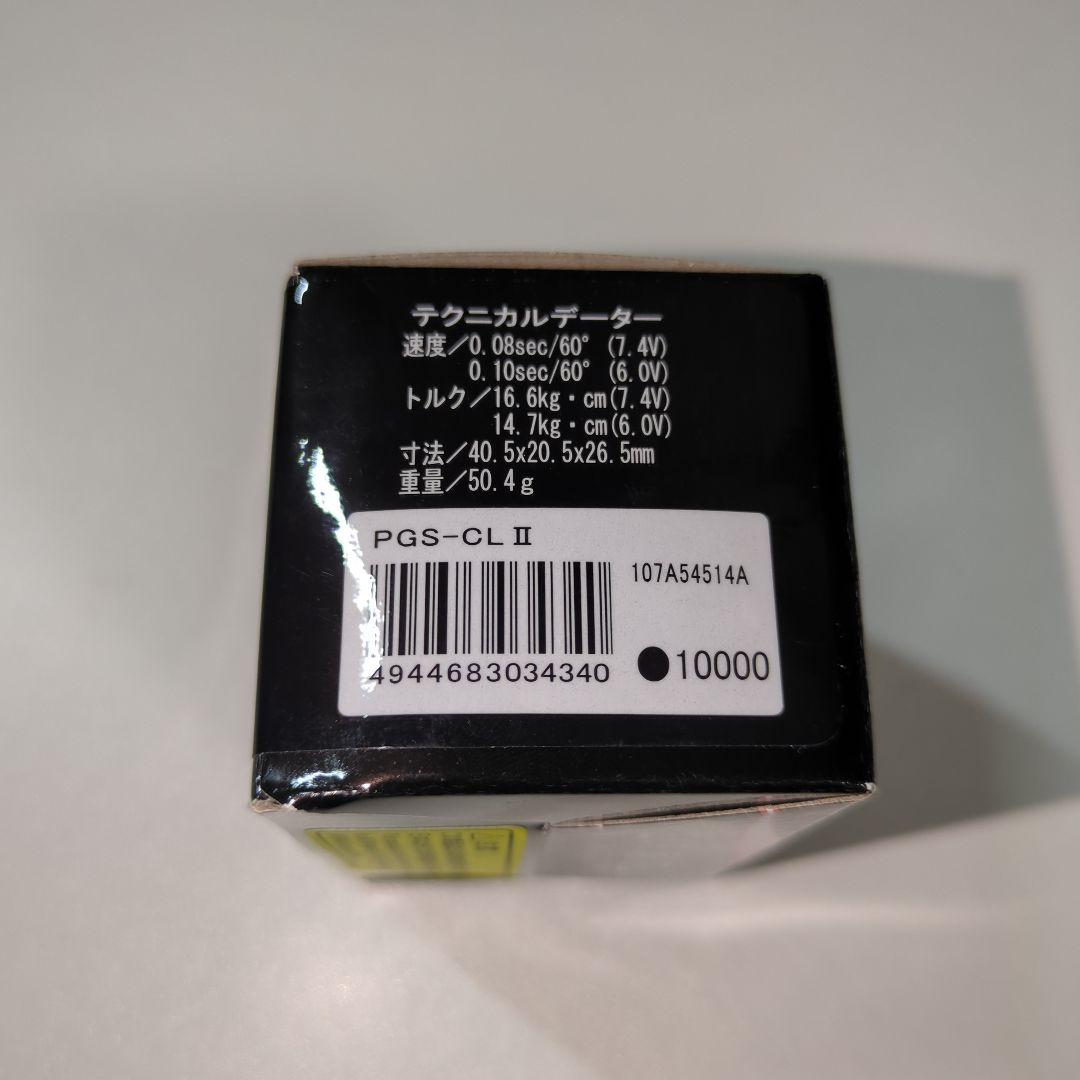 テクニカルデーター
速度／0.08sec/60° (7.4V)
0.10sec/60° (6.0V)
トルク／16.6kg・cm(7.4V)
14.7kg・cm(6.0V)
寸法／40.5x20.5x26.5mm
重量／50.4g
PGS-CLⅡ
107A54514A
4944683034340
●10000